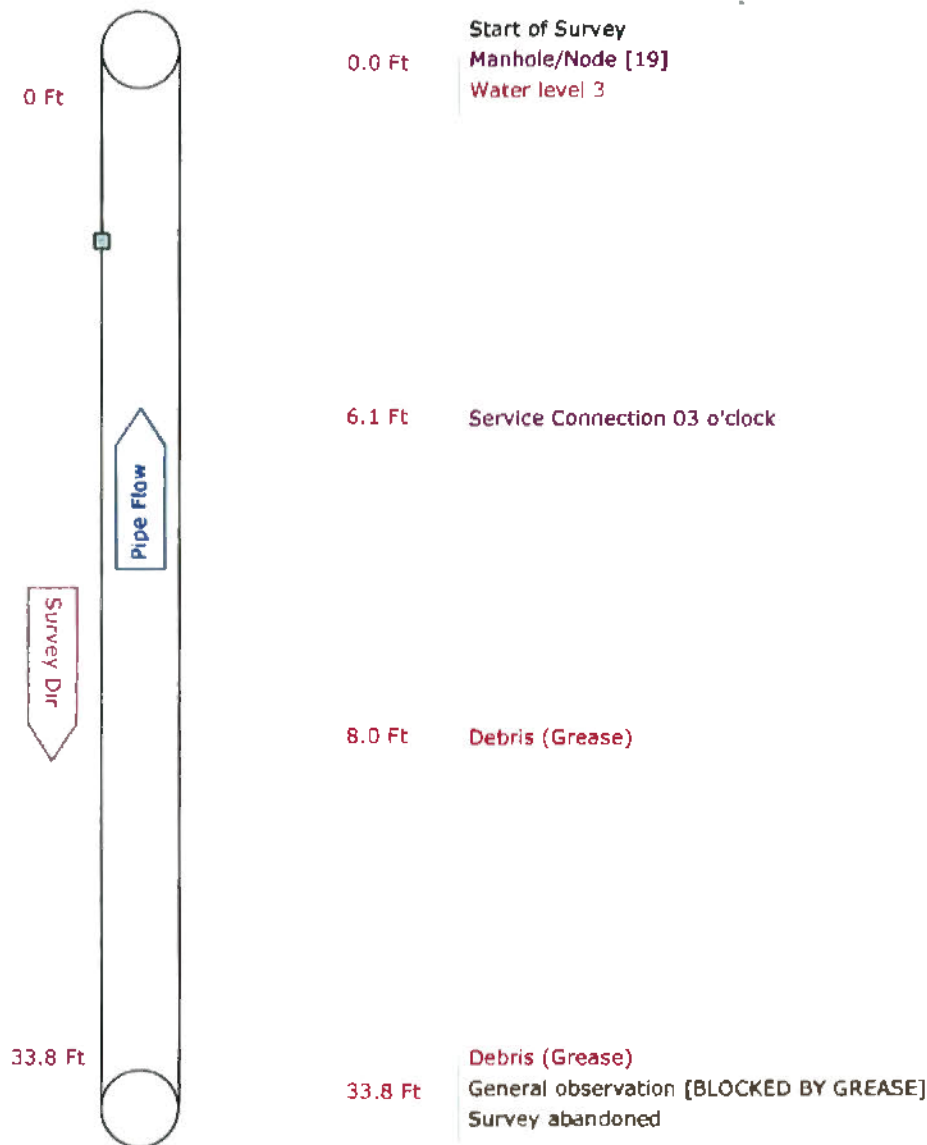 Start of Survey
0.0 Ft Manhole/Node [19]
Water level 3
0 Ft
6.1 Ft Service Connection 03 o'clock
Pipe Flow
Survey Dir
8.0 Ft Debris (Grease)
33.8 Ft Debris (Grease)
33.8 Ft General observation [BLOCKED BY GREASE]
Survey abandoned